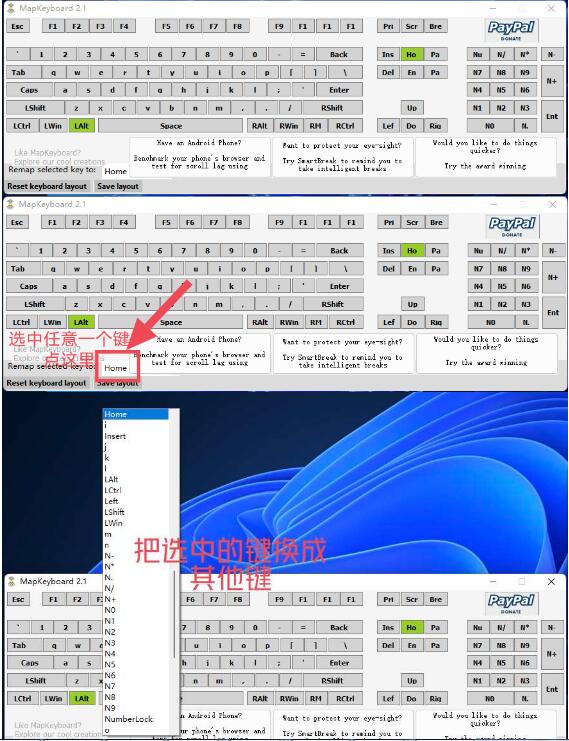 MapKeyboard 2.1
Esc F1 F2 F3 F4 F5 F6 F7 F8 F9 F1 F1 F1 Pri Scr Bre PayPal
DONATE
` 1 2 3 4 5 6 7 8 9 0 - = Back Ins Ho Pa Nu N/ N* N-
Tab q w e r t y u i o p [ ] \ Del En Pa N7 N8 N9 N+
Caps a s d f g h j k l ; ' Enter N4 N5 N6
LShift z x c v b n m , . / RShift Up N1 N2 N3 Ent
LCtrl LWin LAlt Space RAlt RWin RM RCtrl Lef Do Rig N0 N.
Like MapKeyboard?
Explore our cool creations.
Have an Android Phone?
Benchmark your phone's browser and
test for scroll lag using
Want to protect your eye-sight?
Try SmartBreak to remind you to
take intelligent breaks
Would you like to do things
quicker?
Try the award winning
Remap selected key to: Home
Reset keyboard layout Save layout
MapKeyboard 2.1
Esc F1 F2 F3 F4 F5 F6 F7 F8 F9 F1 F1 F1 Pri Scr Bre PayPal
DONATE
` 1 2 3 4 5 6 7 8 9 0 - = Back Ins Ho Pa Nu N/ N* N-
Tab q w e r t y u i o p [ ] \ Del En Pa N7 N8 N9 N+
Caps a s d f g j k l ; ' Enter N4 N5 N6
LShift z x c v n m , . / RShift Up N1 N2 N3 Ent
LCtrl LWin LAlt Space RAlt RWin RM RCtrl Lef Do Rig N0 N.
选中任意一个键
点这里
Like MapKeyboard?
Explore our cool creations.
Have an Android Phone?
Benchmark your phone's browser and
test for scroll lag using
Want to protect your eye-sight?
Try SmartBreak to remind you to
take intelligent breaks
Would you like to do things
quicker?
Try the award winning
Remap selected key to: Home
Reset keyboard layout Save layout
Home
i
Insert
j
k
l
LAlt
LCtrl
Left
LShift
LWin
m
n
N-
N*
N.
N/
N+
N0
N1
N2
N3
N4
N5
N6
N7
N8
N9
NumberLock
o
把选中的键换成
其他键
MapKeyboard 2.1
Esc F1 F2 F5 F6 F7 F8 F9 F1 F1 F1 Pri Scr Bre PayPal
DONATE
` 1 2 3 6 7 8 9 0 - = Back Ins Ho Pa Nu N/ N* N-
Tab q w y u i o p [ ] \ Del En Pa N7 N8 N9 N+
Caps a s g h j k l ; ' Enter N4 N5 N6
LShift z b n m , . / RShift Up N1 N2 N3 Ent
LCtrl LWin LAlt RAlt RWin RM RCtrl Lef Do Rig N0 N.
Like MapKeyboard?
Explore our cool creations.
Have an Android Phone?
Want to protect your eye-sight?
Would you like to do things
quicker?